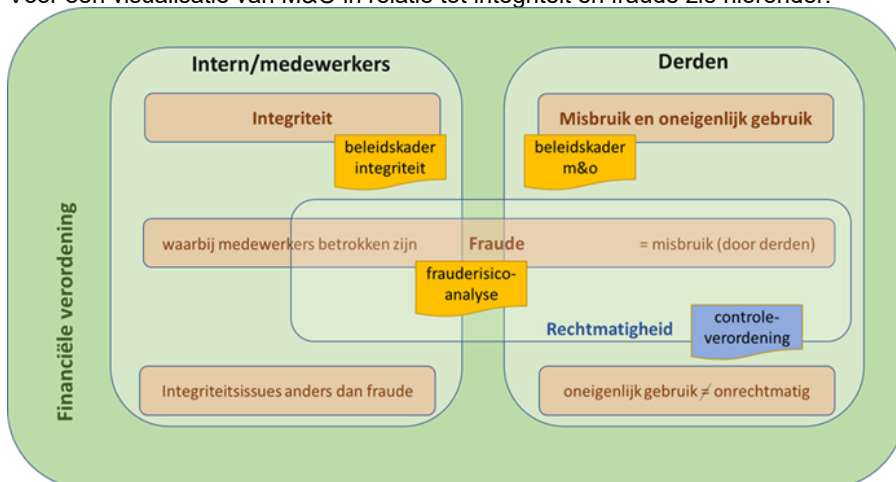 Voor een visualisatie van M&O in relatie tot integriteit en fraude zie hieronder:
Financiële verordening
Intern/medewerkers
Derden
Integriteit
Misbruik en oneigenlijk gebruik
beleidskader
integriteit
beleidskader
m&o
waarbij medewerkers betrokken zijn
Fraude
= misbruik (door derden)
frauderisico-
analyse
Rechtmatigheid
controle-
verordening
Integriteitsissues anders dan fraude
oneigenlijk gebruik ≠ onrechtmatig